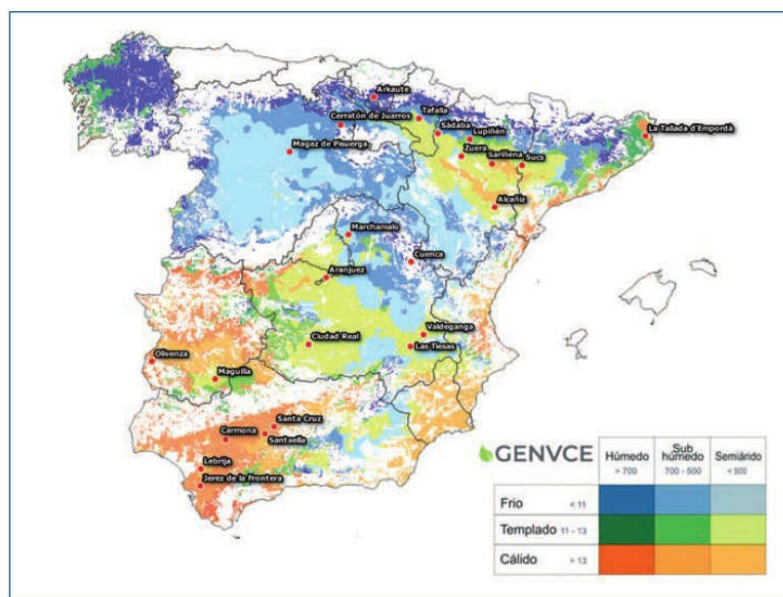 Arkaute
Tafalla
Cerratón de Juarros
Sádaba
Lupiñén
La Tallada d'Empordà
Magaz de Pisuerga
Zuera
Sariñena
Sucs
Alcañiz
Marchamalo
Cuenca
Aranjuez
Valdeganga
Ciudad Real
Las Tiesas
Olivenza
Maguilla
Santa Cruz
Carmona
Santaella
Lebrija
Jerez de la Frontera
GENVCE
Húmedo
> 700
Sub
húmedo
700 - 500
Semiárido
< 500
Frio < 11
Templado 11 - 13
Cálido > 13